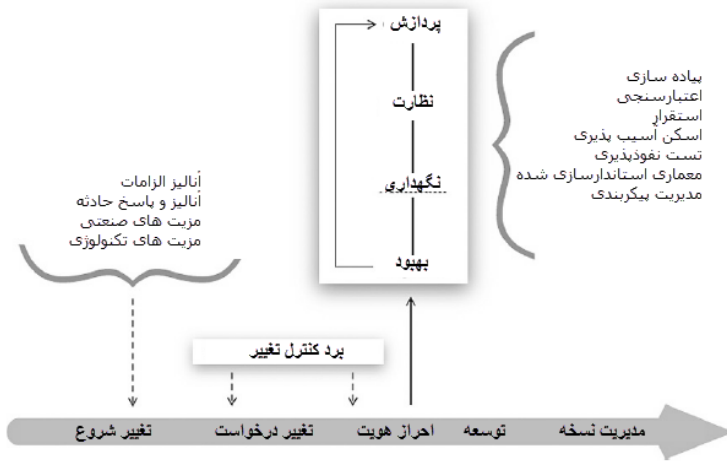 پردازش
نظارت
نگهداری
بهبود
پیاده سازی
اعتبارسنجی
استقرار
اسکن آسیب پذیری
تست نفوذپذیری
معماری استاندارسازی شده
مدیریت پیکربندی
آنالیز الزامات
آنالیز و پاسخ حادثه
مزیت های صنعتی
مزیت های تکنولوژی
برد کنترل تغییر
تغییر شروع
تغییر درخواست
احراز هویت
توسعه
مدیریت نسخه